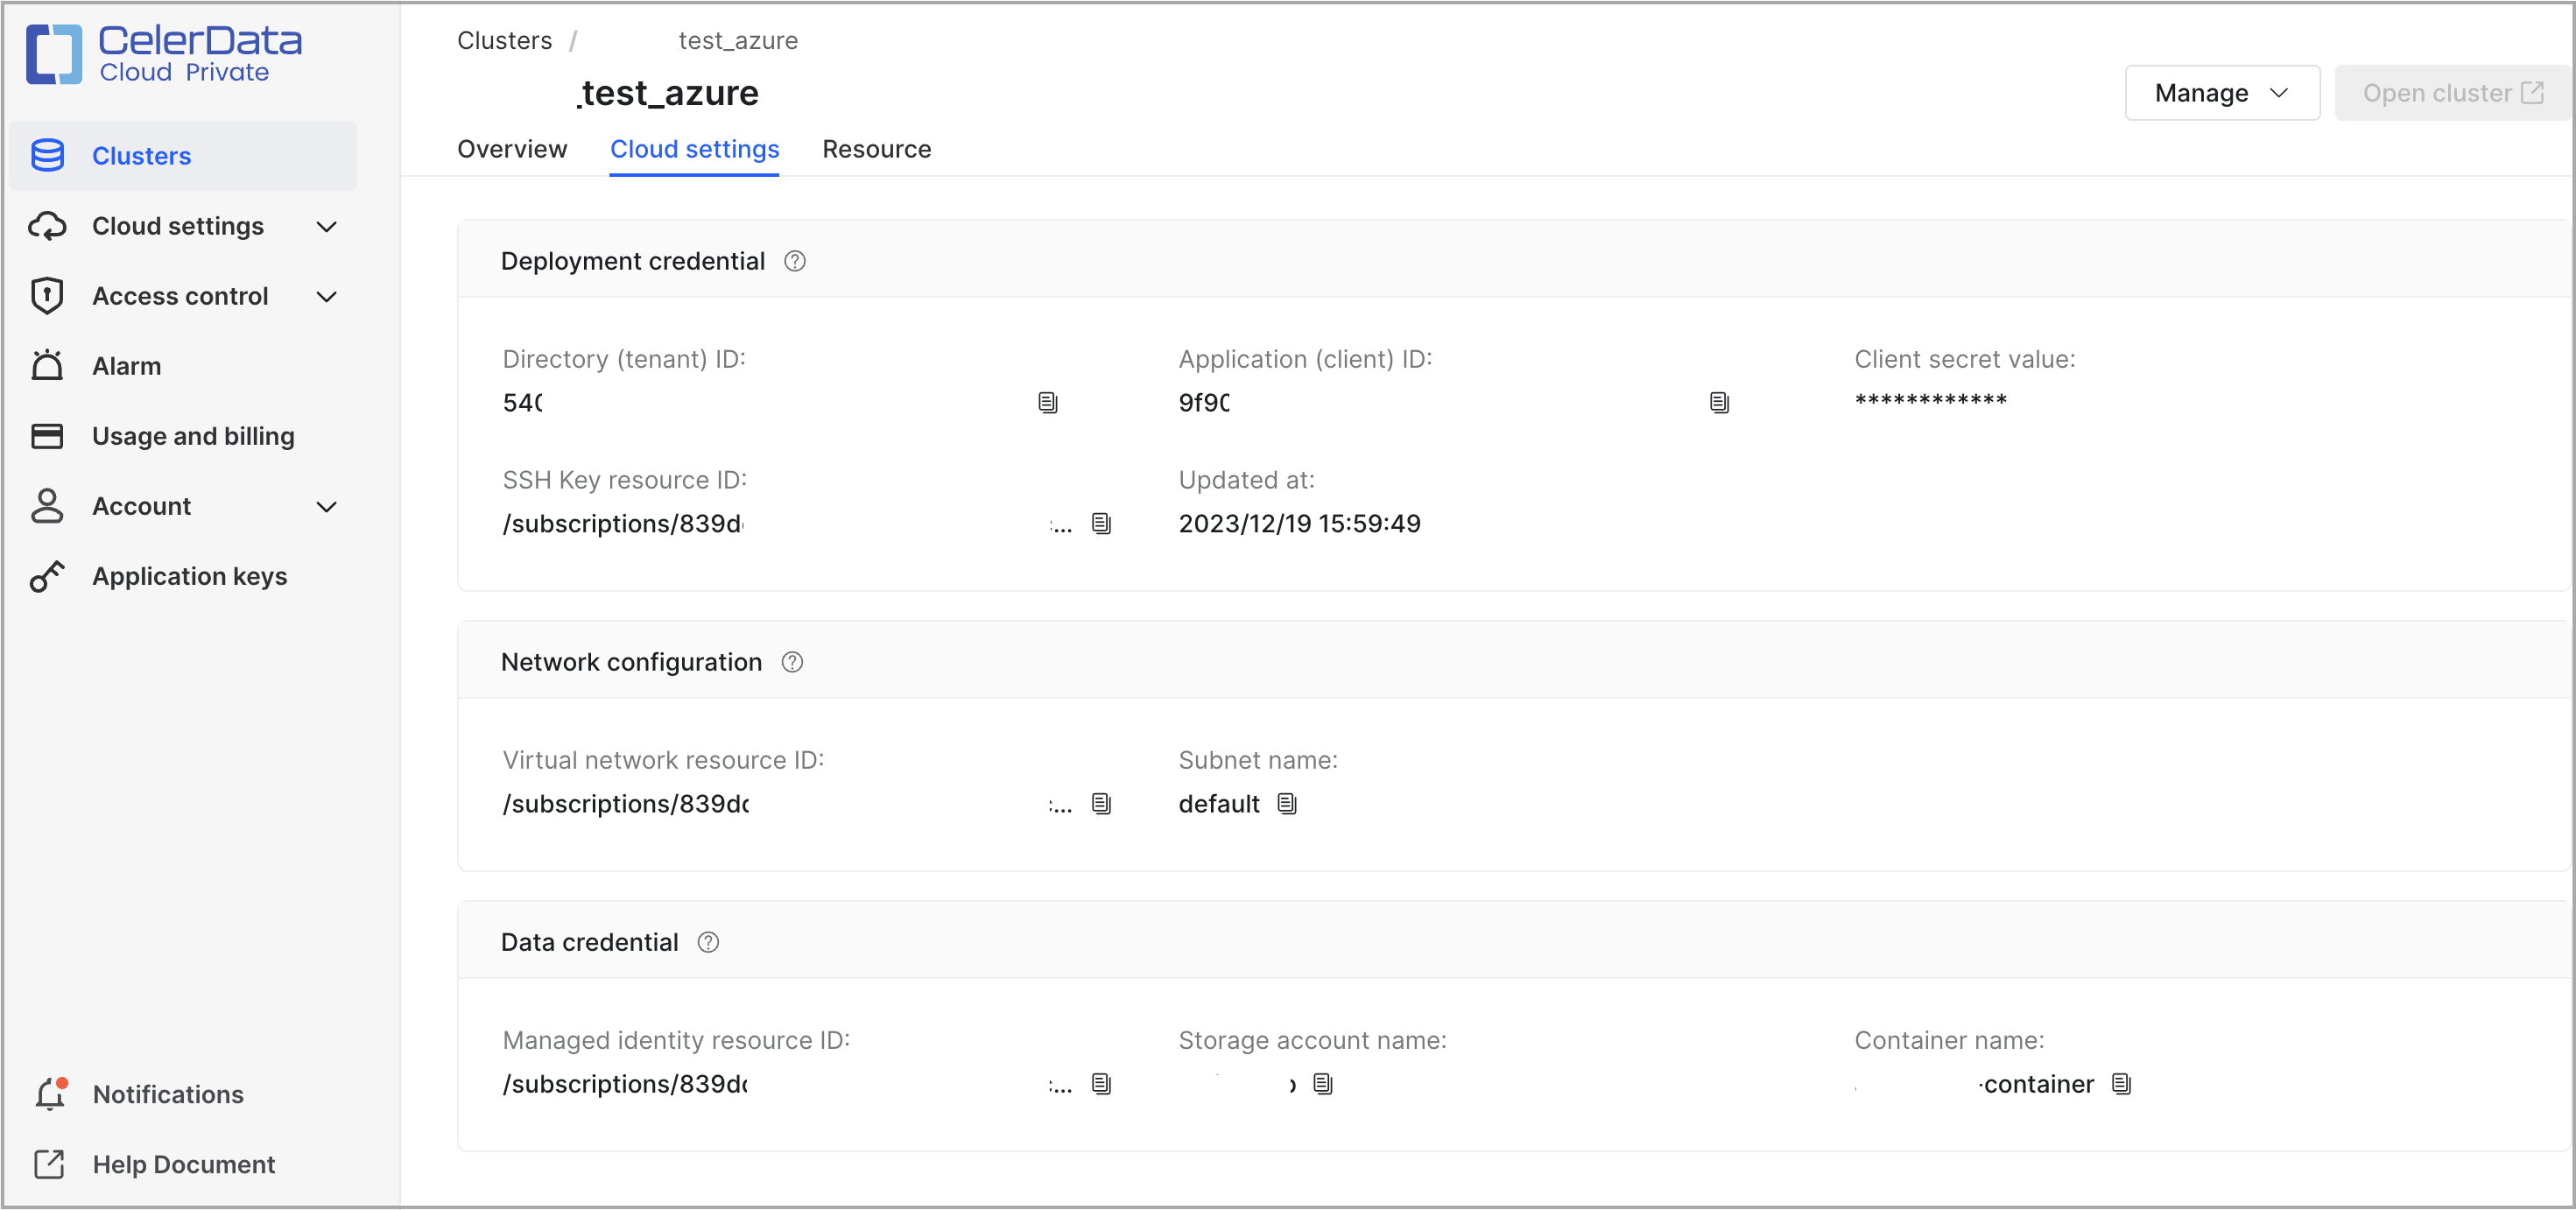 CelerData
Cloud Private
Clusters
Cloud settings
Access control
Alarm
Usage and billing
Account
Application keys
Notifications
Help Document
Clusters / test_azure
_test_azure
Manage
Open cluster
Overview Cloud settings Resource
Deployment credential
Directory (tenant) ID:
Application (client) ID:
9f90
Client secret value:
************
SSH Key resource ID:
/subscriptions/839d
...
Updated at:
2023/12/19 15:59:49
Network configuration
Virtual network resource ID:
/subscriptions/839d
...
Subnet name:
default
Data credential
Managed identity resource ID:
/subscriptions/839d
...
Storage account name:
Container name:
-container